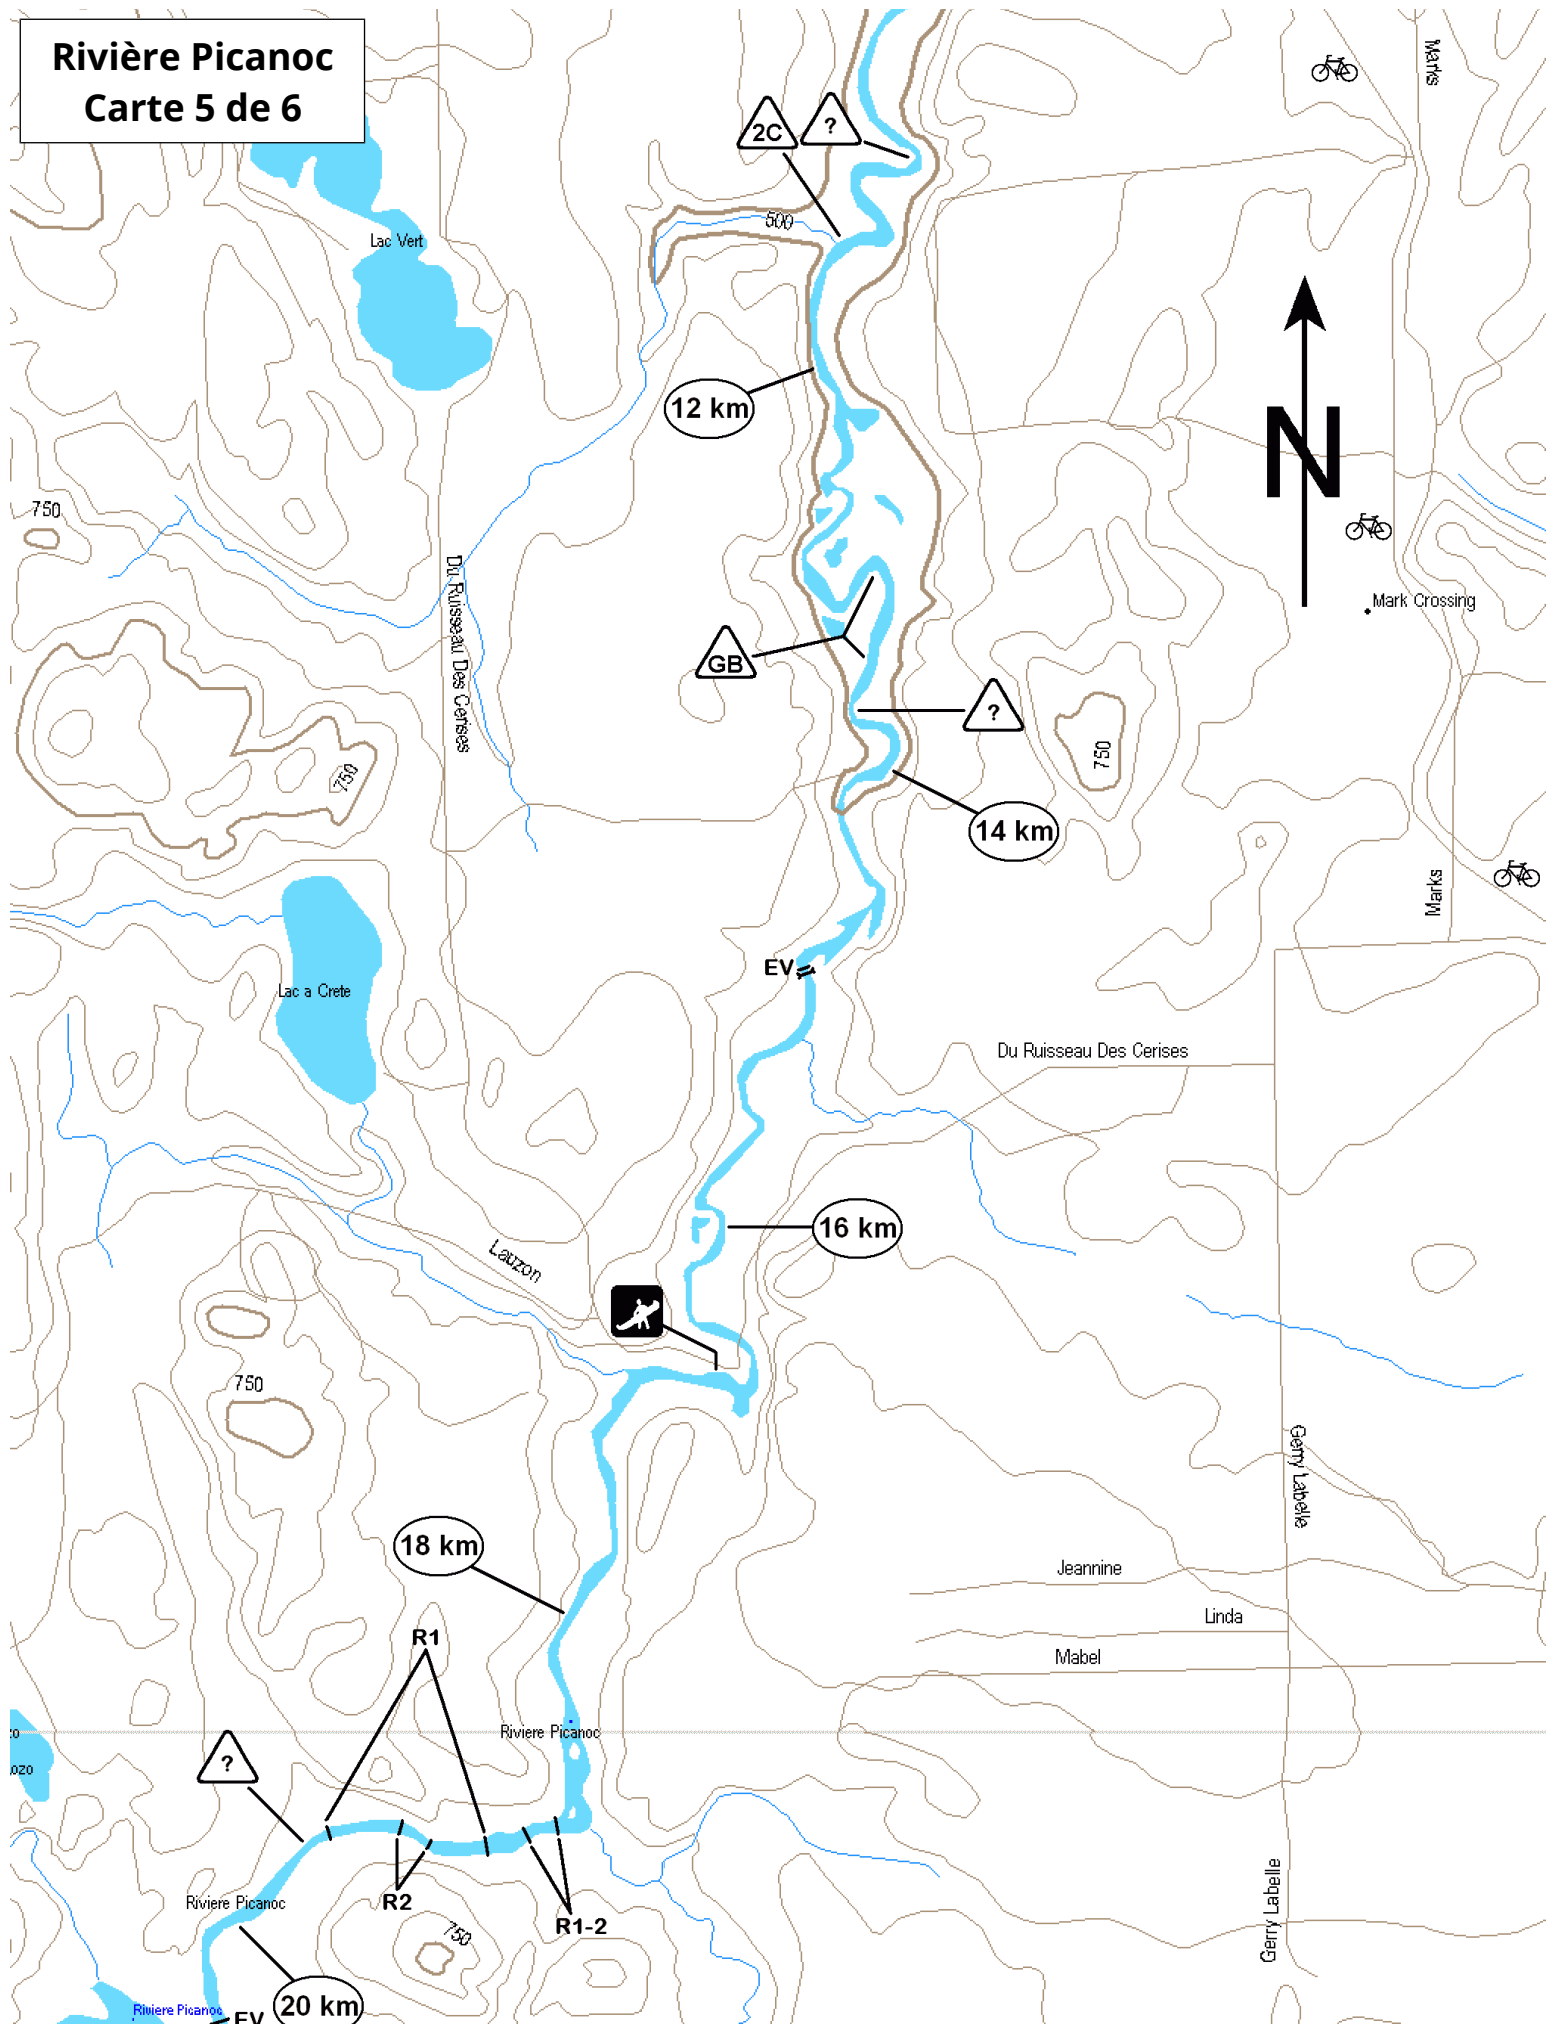 Rivière Picanoc
Carte 5 de 6
Marks
2C
?
500
Lac Vert
12 km
N
750
Du Ruisseau Des Cerises
Mark Crossing
GB
?
750
750
14 km
Marks
EV
Lac a Crete
Du Ruisseau Des Cerises
16 km
Lauzon
750
Gerry Labelle
18 km
Jeannine
Linda
R1
Mabel
Riviere Picanoc
?
ozo
R2
Riviere Picanoc
R1-2
750
Gerry Labelle
20 km
Riviere Picanoc
EV